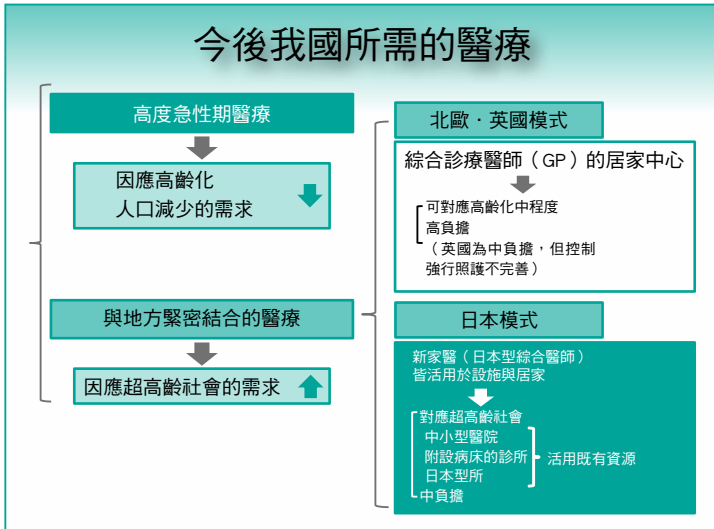 今後我國所需的醫療
高度急性期醫療
因應高齡化
人口減少的需求
與地方緊密結合的醫療
因應超高齡社會的需求
北歐．英國模式
綜合診療醫師（GP）的居家中心
可對應高齡化中程度
高負擔
（英國為中負擔，但控制
強行照護不完善）
日本模式
新家醫（日本型綜合醫師）
皆活用於設施與居家
對應超高齡社會
中小型醫院
附設病床的診所
日本型所
活用既有資源
中負擔